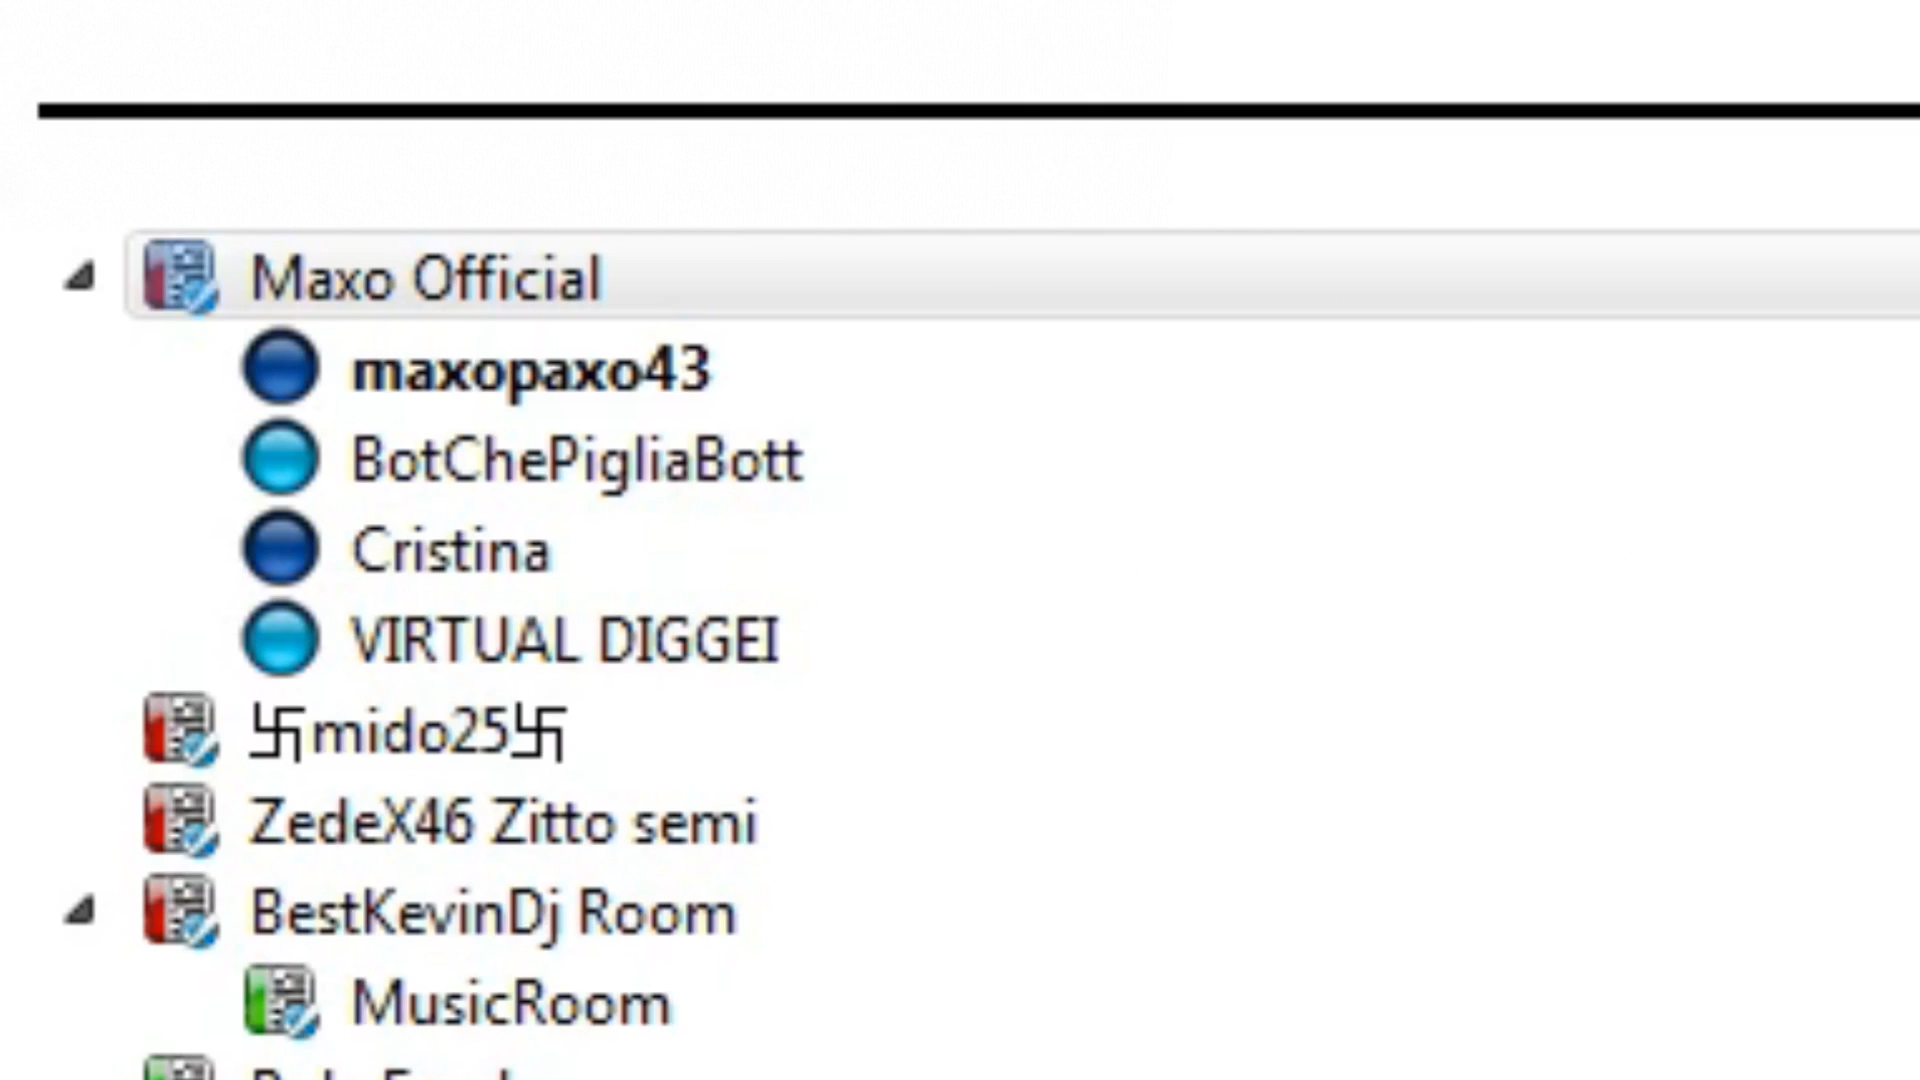 Maxo Official
maxopaxo43
BotChePigliaBott
Cristina
VIRTUAL DIGGEI
卐mido25卐
ZedeX46 Zitto semi
BestKevinDj Room
MusicRoom